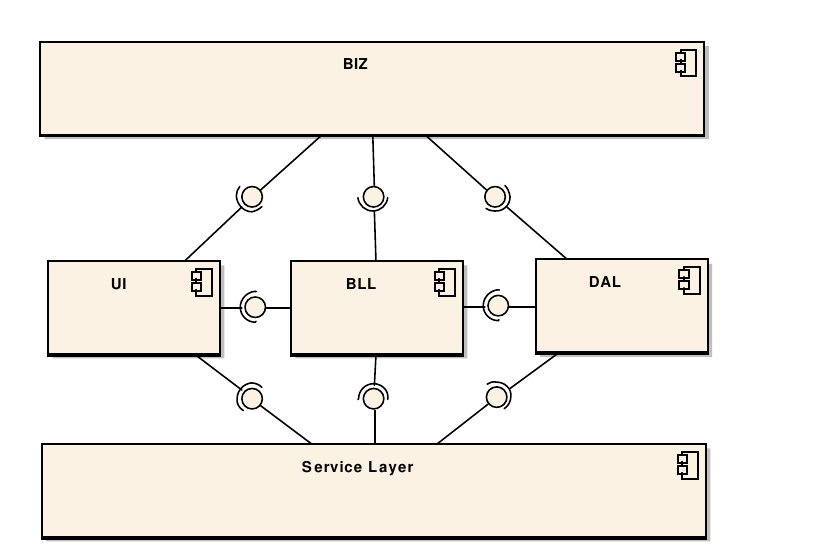 BIZ
UI
BLL
DAL
Service Layer